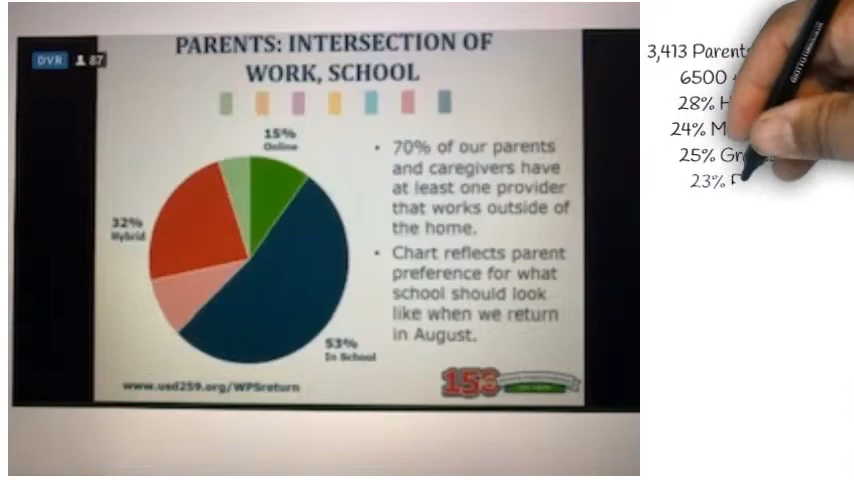 PARENTS: INTERSECTION OF
WORK, SCHOOL
DVR 87
15%
Online
32%
Hybrid
53%
In School
• 70% of our parents
and caregivers have
at least one provider
that works outside of
the home.
• Chart reflects parent
preference for what
school should look
like when we return
in August.
www.usd259.org/WPSreturn
3,413 Parents
6500
28% H
24% M
25% Gr
23%